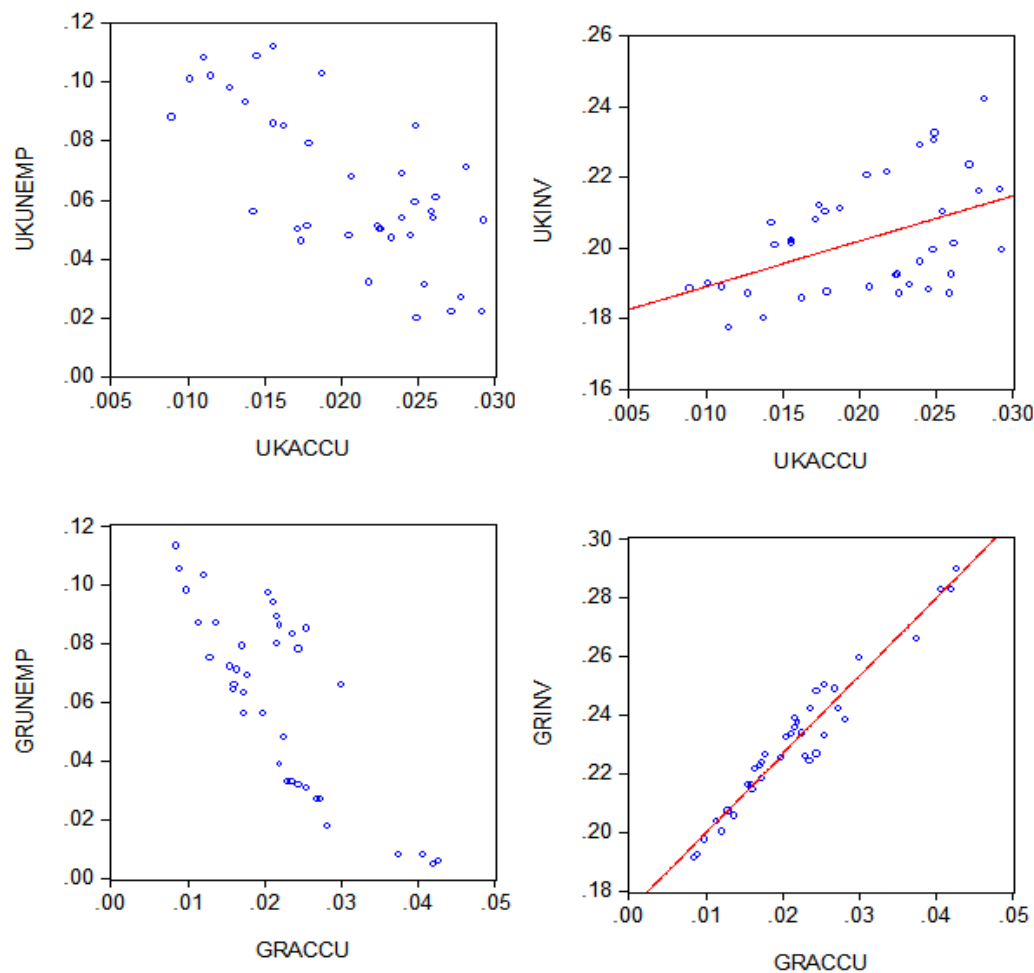 .12
.10
.08
.06
.04
.02
.00
UKUNEMP
.005 .010 .015 .020 .025 .030
UKACCU
.26
.24
.22
.20
.18
.16
UKINV
.005 .010 .015 .020 .025 .030
UKACCU
.12
.10
.08
.06
.04
.02
.00
GRUNEMP
.00 .01 .02 .03 .04 .05
GRACCU
.30
.28
.26
.24
.22
.20
.18
GRINV
.00 .01 .02 .03 .04 .05
GRACCU